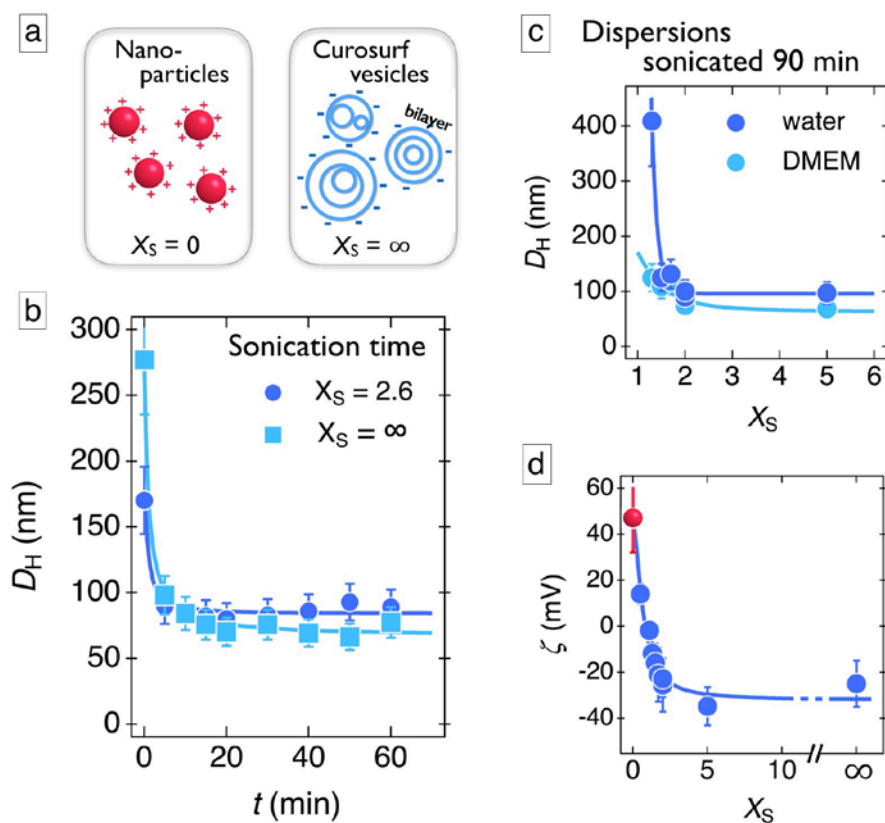 a
Nano-
particles
X_S = 0
Curosurf
vesicles
bilayer
X_S = ∞
b
Sonication time
X_S = 2.6
X_S = ∞
300
250
200
150
100
50
0
D_H (nm)
0
20
40
60
t (min)
c
Dispersions
sonicated 90 min
water
DMEM
400
300
200
100
0
D_H (nm)
1
2
3
4
5
6
X_S
d
60
40
20
0
-20
-40
ζ (mV)
0
5
10
∞
X_S